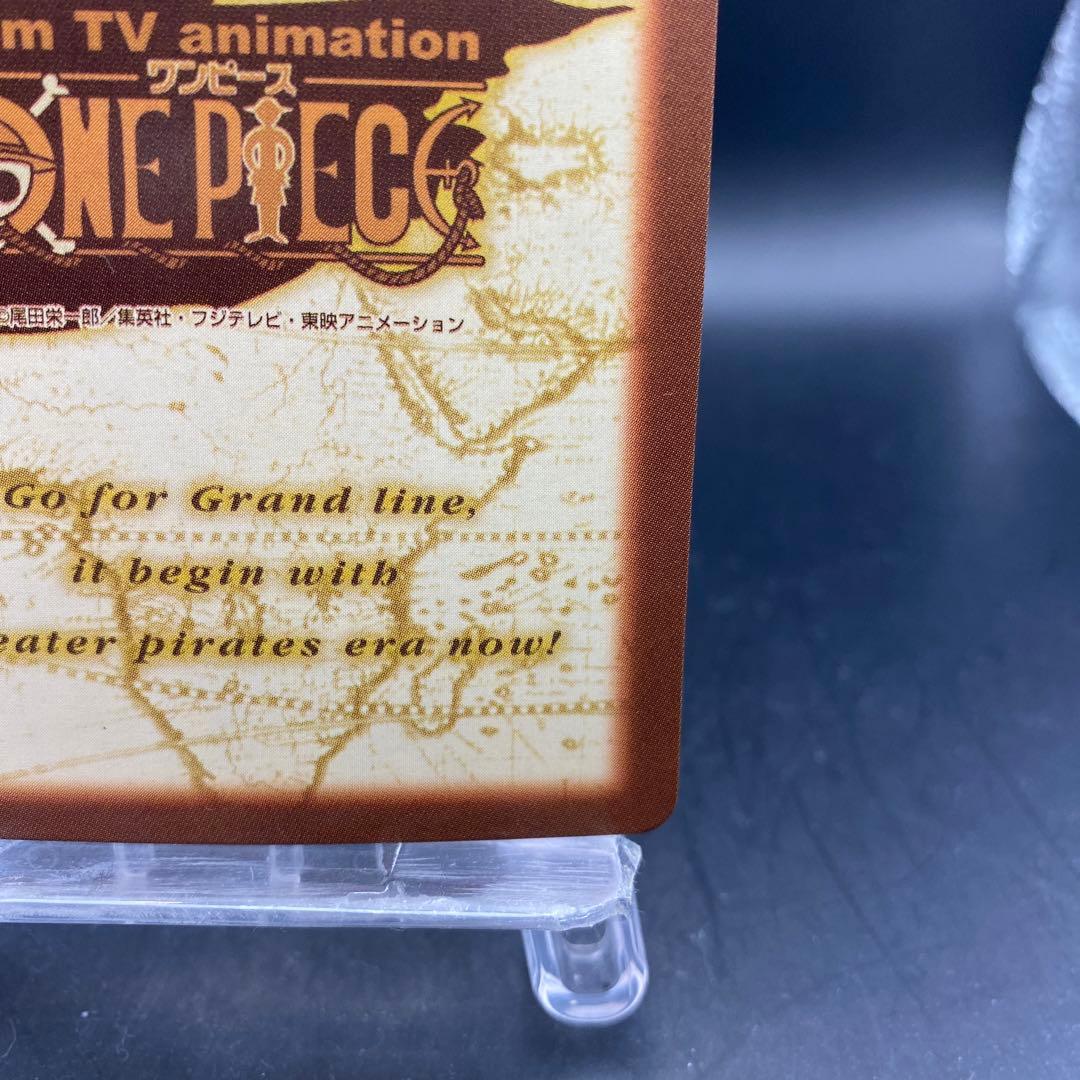 m TV animation
ワンピース
ONE PIECE
©尾田栄一郎/集英社・フジテレビ・東映アニメーション
Go for Grand line,
it begin with
eater pirates era now!